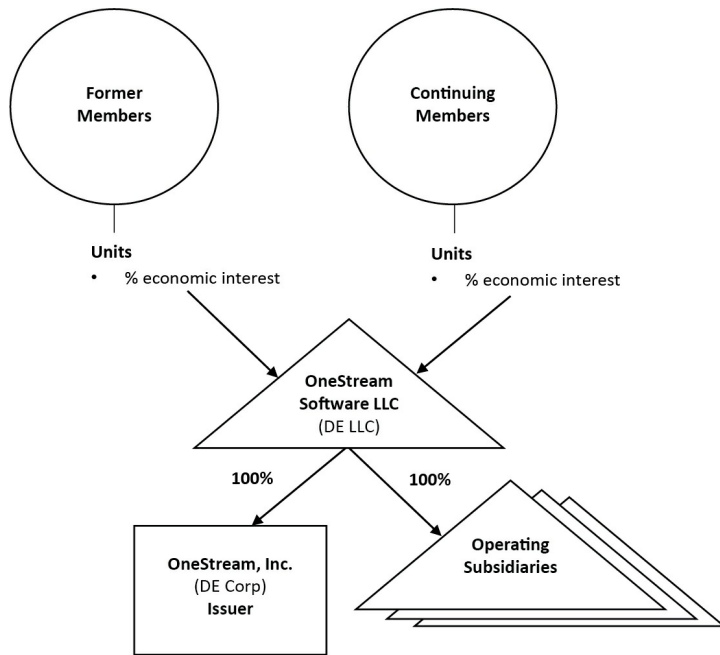 Former
Members
Continuing
Members
Units
• % economic interest
Units
• % economic interest
OneStream
Software LLC
(DE LLC)
100%
100%
OneStream, Inc.
(DE Corp)
Issuer
Operating
Subsidiaries